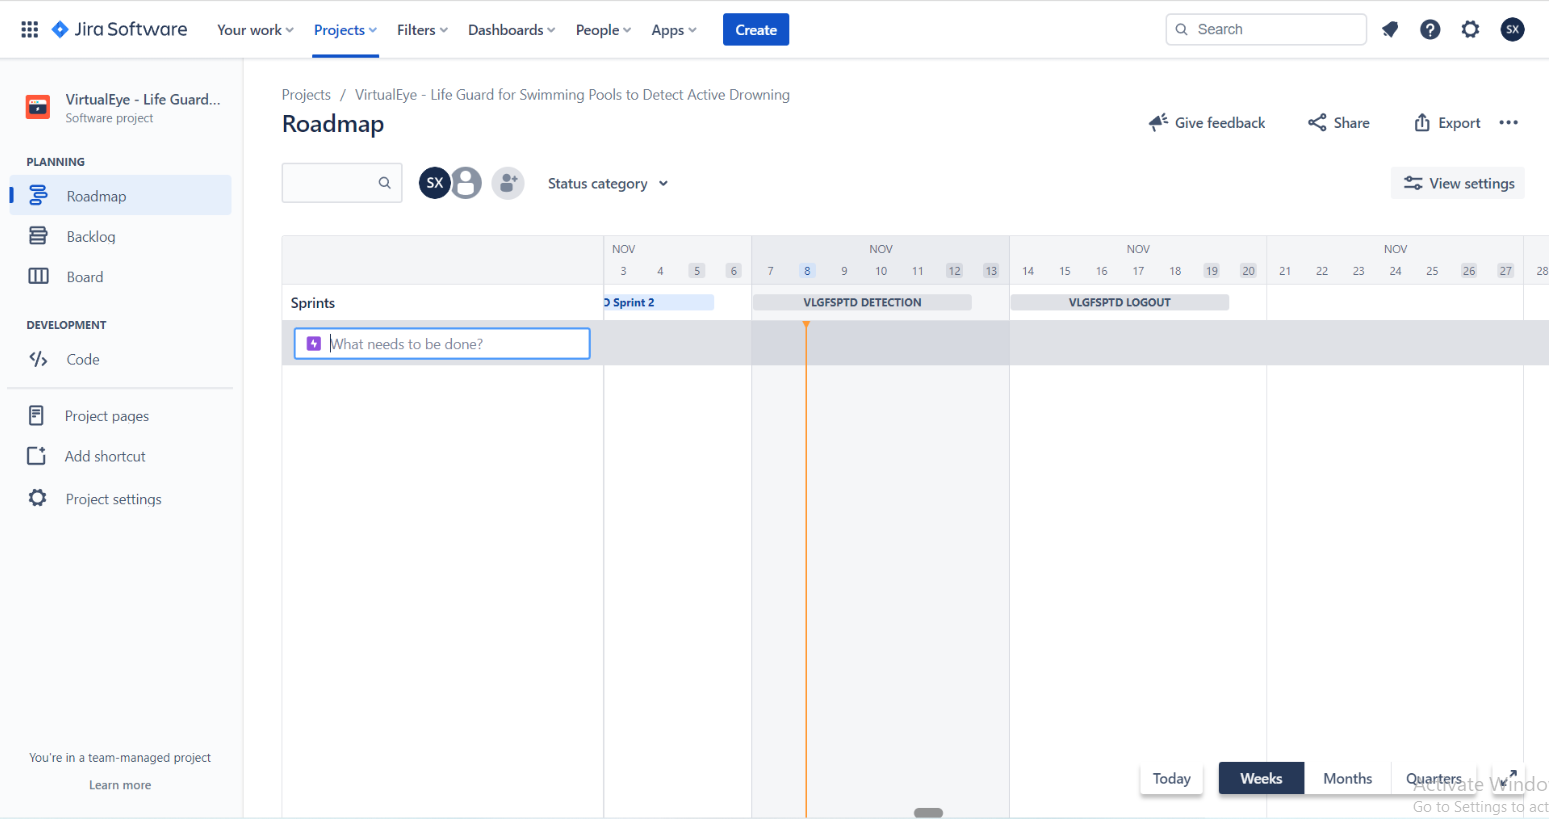 Jira Software Your work Projects Filters Dashboards People Apps Create Search SX
VirtualEye - Life Guard...
Software project
PLANNING
Roadmap
Backlog
Board
DEVELOPMENT
Code
Project pages
Add shortcut
Project settings
You're in a team-managed project
Learn more
Projects / VirtualEye - Life Guard for Swimming Pools to Detect Active Drowning
Roadmap
Give feedback Share Export
SX Status category View settings
NOV NOV NOV NOV
3 4 5 6 7 8 9 10 11 12 13 14 15 16 17 18 19 20 21 22 23 24 25 26 27 28
Sprints Sprint 2 VLGFSPTD DETECTION VLGFSPTD LOGOUT
What needs to be done?
Today Weeks Months Quarters
Activate Windo
Go to Settings to act